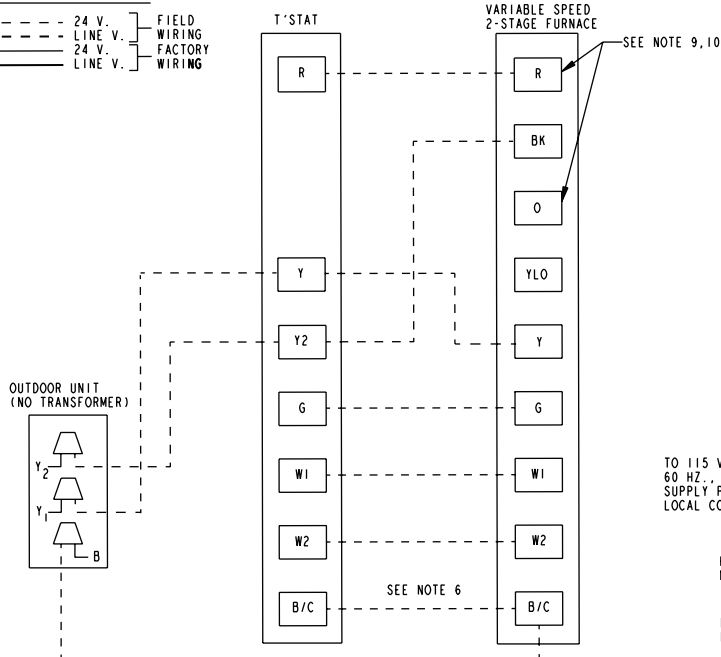 24 V.
LINE V.
FIELD
WIRING
24 V.
LINE V.
FACTORY
WIRING
T'STAT
VARIABLE SPEED
2-STAGE FURNACE
SEE NOTE 9,10
R
R
BK
O
YLO
Y
Y2
Y
G
G
W1
W1
W2
W2
B/C
SEE NOTE 6
B/C
OUTDOOR UNIT
(NO TRANSFORMER)
Y2
Y1
B
TO 115 V
60 HZ.,
SUPPLY P
LOCAL CO